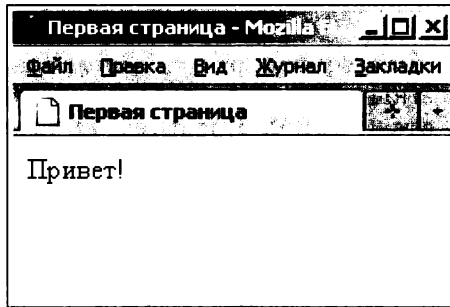 Первая страница - Mozilla
Файл Правка Вид Журнал Закладки
Первая страница
Привет!